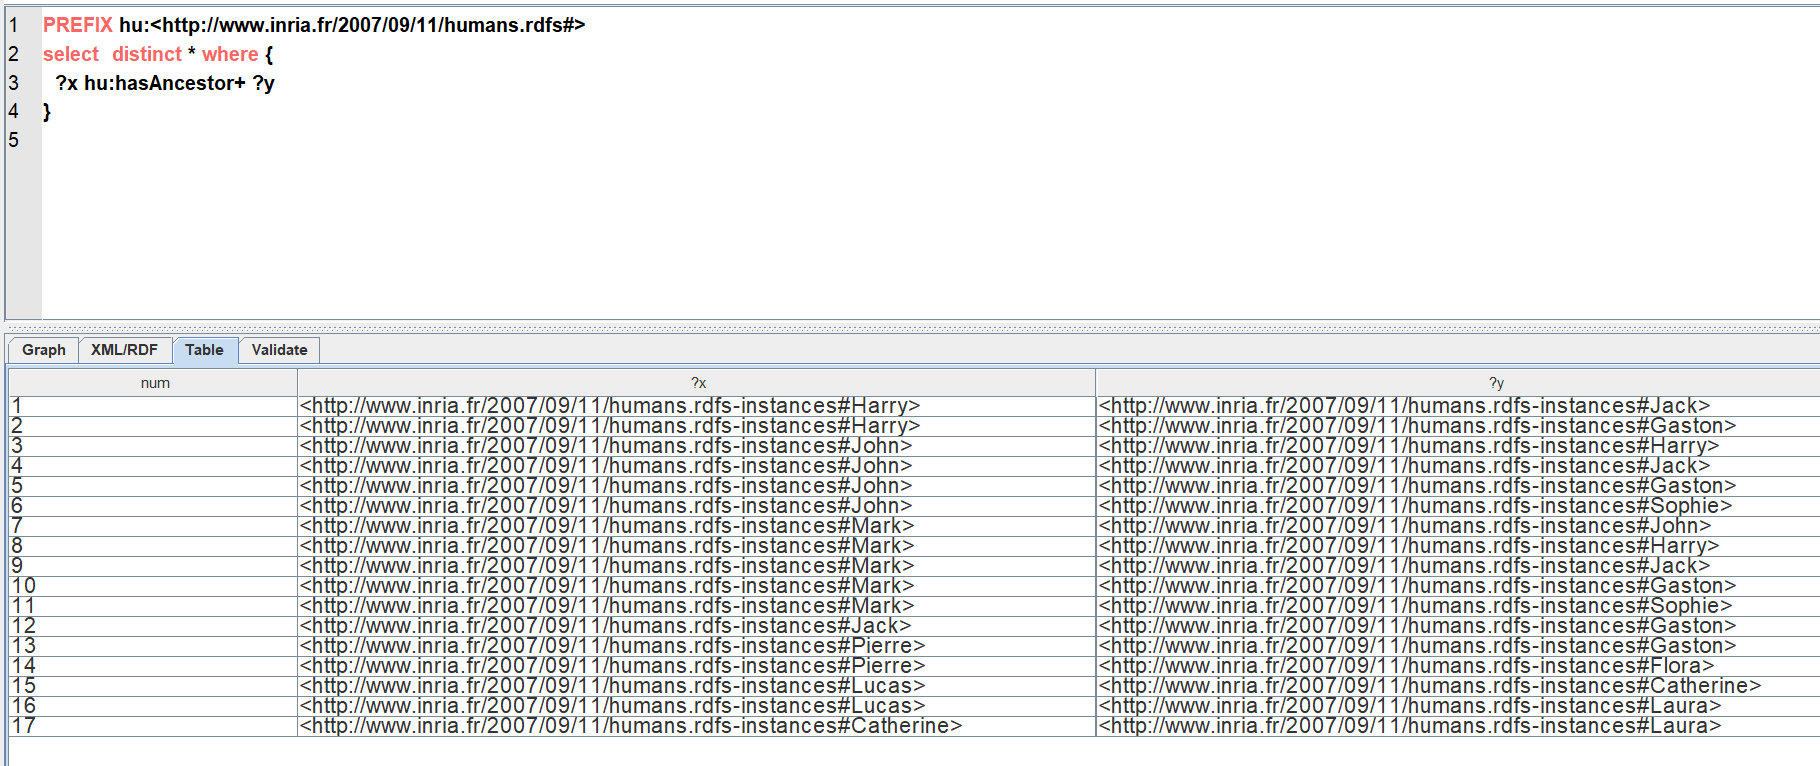 1 PREFIX hu:<http://www.inria.fr/2007/09/11/humans.rdfs#>
2 select distinct * where {
3 ?x hu:hasAncestor+ ?y
4 }
5
Graph XML/RDF Table Validate
num ?x ?y
1 <http://www.inria.fr/2007/09/11/humans.rdfs-instances#Harry> <http://www.inria.fr/2007/09/11/humans.rdfs-instances#Jack>
2 <http://www.inria.fr/2007/09/11/humans.rdfs-instances#Harry> <http://www.inria.fr/2007/09/11/humans.rdfs-instances#Gaston>
3 <http://www.inria.fr/2007/09/11/humans.rdfs-instances#John> <http://www.inria.fr/2007/09/11/humans.rdfs-instances#Harry>
4 <http://www.inria.fr/2007/09/11/humans.rdfs-instances#John> <http://www.inria.fr/2007/09/11/humans.rdfs-instances#Jack>
5 <http://www.inria.fr/2007/09/11/humans.rdfs-instances#John> <http://www.inria.fr/2007/09/11/humans.rdfs-instances#Gaston>
6 <http://www.inria.fr/2007/09/11/humans.rdfs-instances#John> <http://www.inria.fr/2007/09/11/humans.rdfs-instances#Sophie>
7 <http://www.inria.fr/2007/09/11/humans.rdfs-instances#Mark> <http://www.inria.fr/2007/09/11/humans.rdfs-instances#John>
8 <http://www.inria.fr/2007/09/11/humans.rdfs-instances#Mark> <http://www.inria.fr/2007/09/11/humans.rdfs-instances#Harry>
9 <http://www.inria.fr/2007/09/11/humans.rdfs-instances#Mark> <http://www.inria.fr/2007/09/11/humans.rdfs-instances#Jack>
10 <http://www.inria.fr/2007/09/11/humans.rdfs-instances#Mark> <http://www.inria.fr/2007/09/11/humans.rdfs-instances#Gaston>
11 <http://www.inria.fr/2007/09/11/humans.rdfs-instances#Mark> <http://www.inria.fr/2007/09/11/humans.rdfs-instances#Sophie>
12 <http://www.inria.fr/2007/09/11/humans.rdfs-instances#Jack> <http://www.inria.fr/2007/09/11/humans.rdfs-instances#Gaston>
13 <http://www.inria.fr/2007/09/11/humans.rdfs-instances#Pierre> <http://www.inria.fr/2007/09/11/humans.rdfs-instances#Gaston>
14 <http://www.inria.fr/2007/09/11/humans.rdfs-instances#Pierre> <http://www.inria.fr/2007/09/11/humans.rdfs-instances#Flora>
15 <http://www.inria.fr/2007/09/11/humans.rdfs-instances#Lucas> <http://www.inria.fr/2007/09/11/humans.rdfs-instances#Catherine>
16 <http://www.inria.fr/2007/09/11/humans.rdfs-instances#Lucas> <http://www.inria.fr/2007/09/11/humans.rdfs-instances#Laura>
17 <http://www.inria.fr/2007/09/11/humans.rdfs-instances#Catherine> <http://www.inria.fr/2007/09/11/humans.rdfs-instances#Laura>